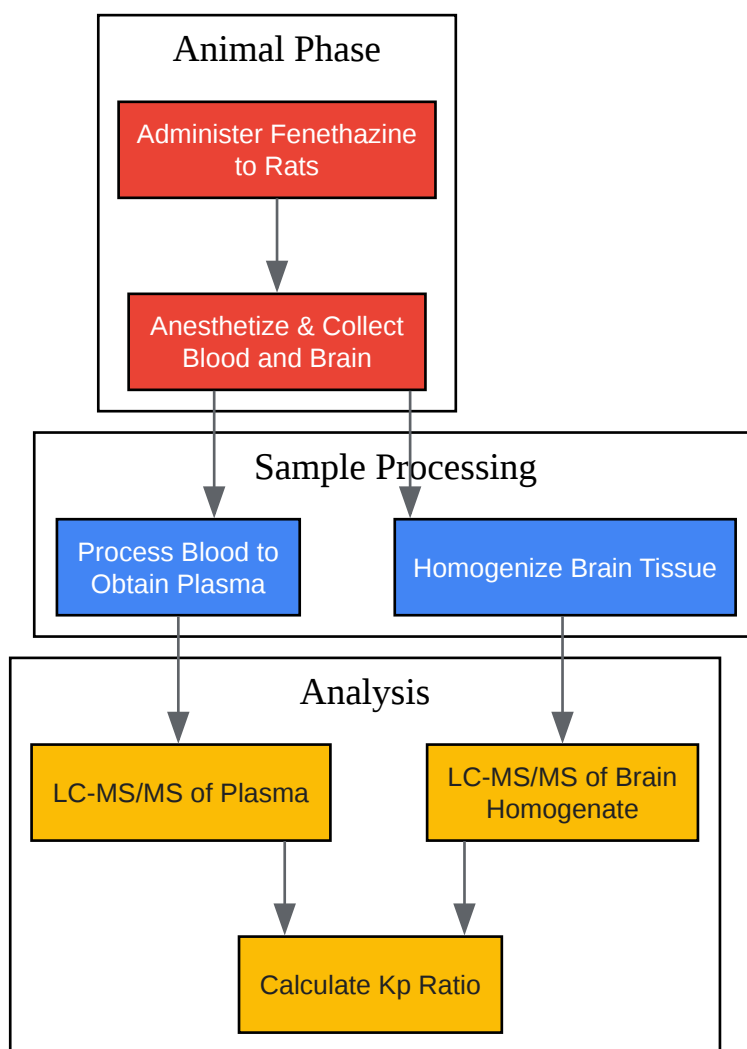 Animal Phase
Administer Fenethazine
to Rats
Anesthetize & Collect
Blood and Brain
Sample Processing
Process Blood to
Obtain Plasma
Homogenize Brain Tissue
Analysis
LC-MS/MS of Plasma
LC-MS/MS of Brain
Homogenate
Calculate Kp Ratio